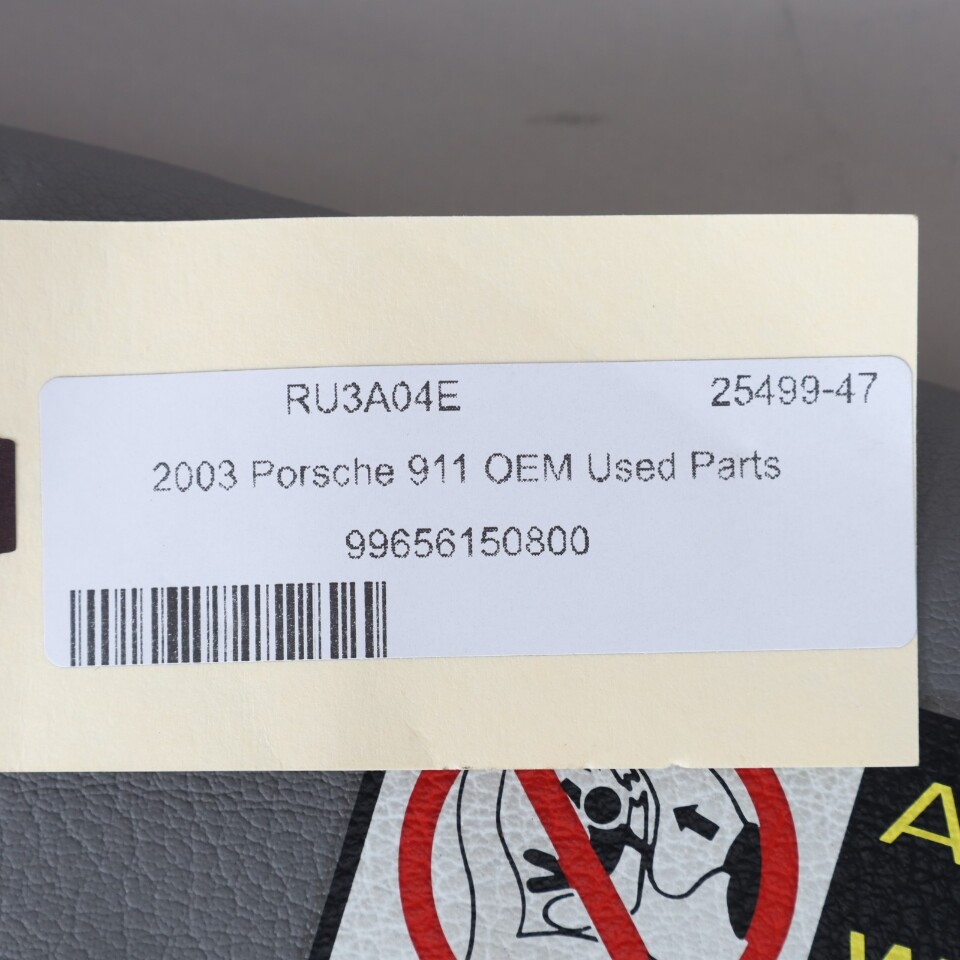 RU3A04E 25499-47
2003 Porsche 911 OEM Used Parts
99656150800